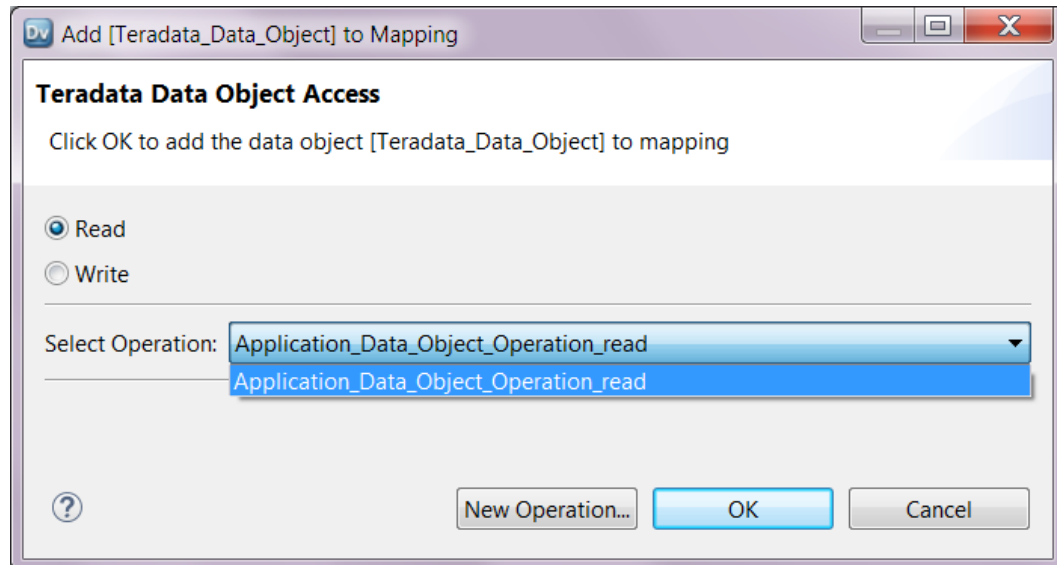 Dv Add [Teradata_Data_Object] to Mapping
Teradata Data Object Access
Click OK to add the data object [Teradata_Data_Object] to mapping
Read
Write
Select Operation: Application_Data_Object_Operation_read
Application_Data_Object_Operation_read
? New Operation... OK Cancel